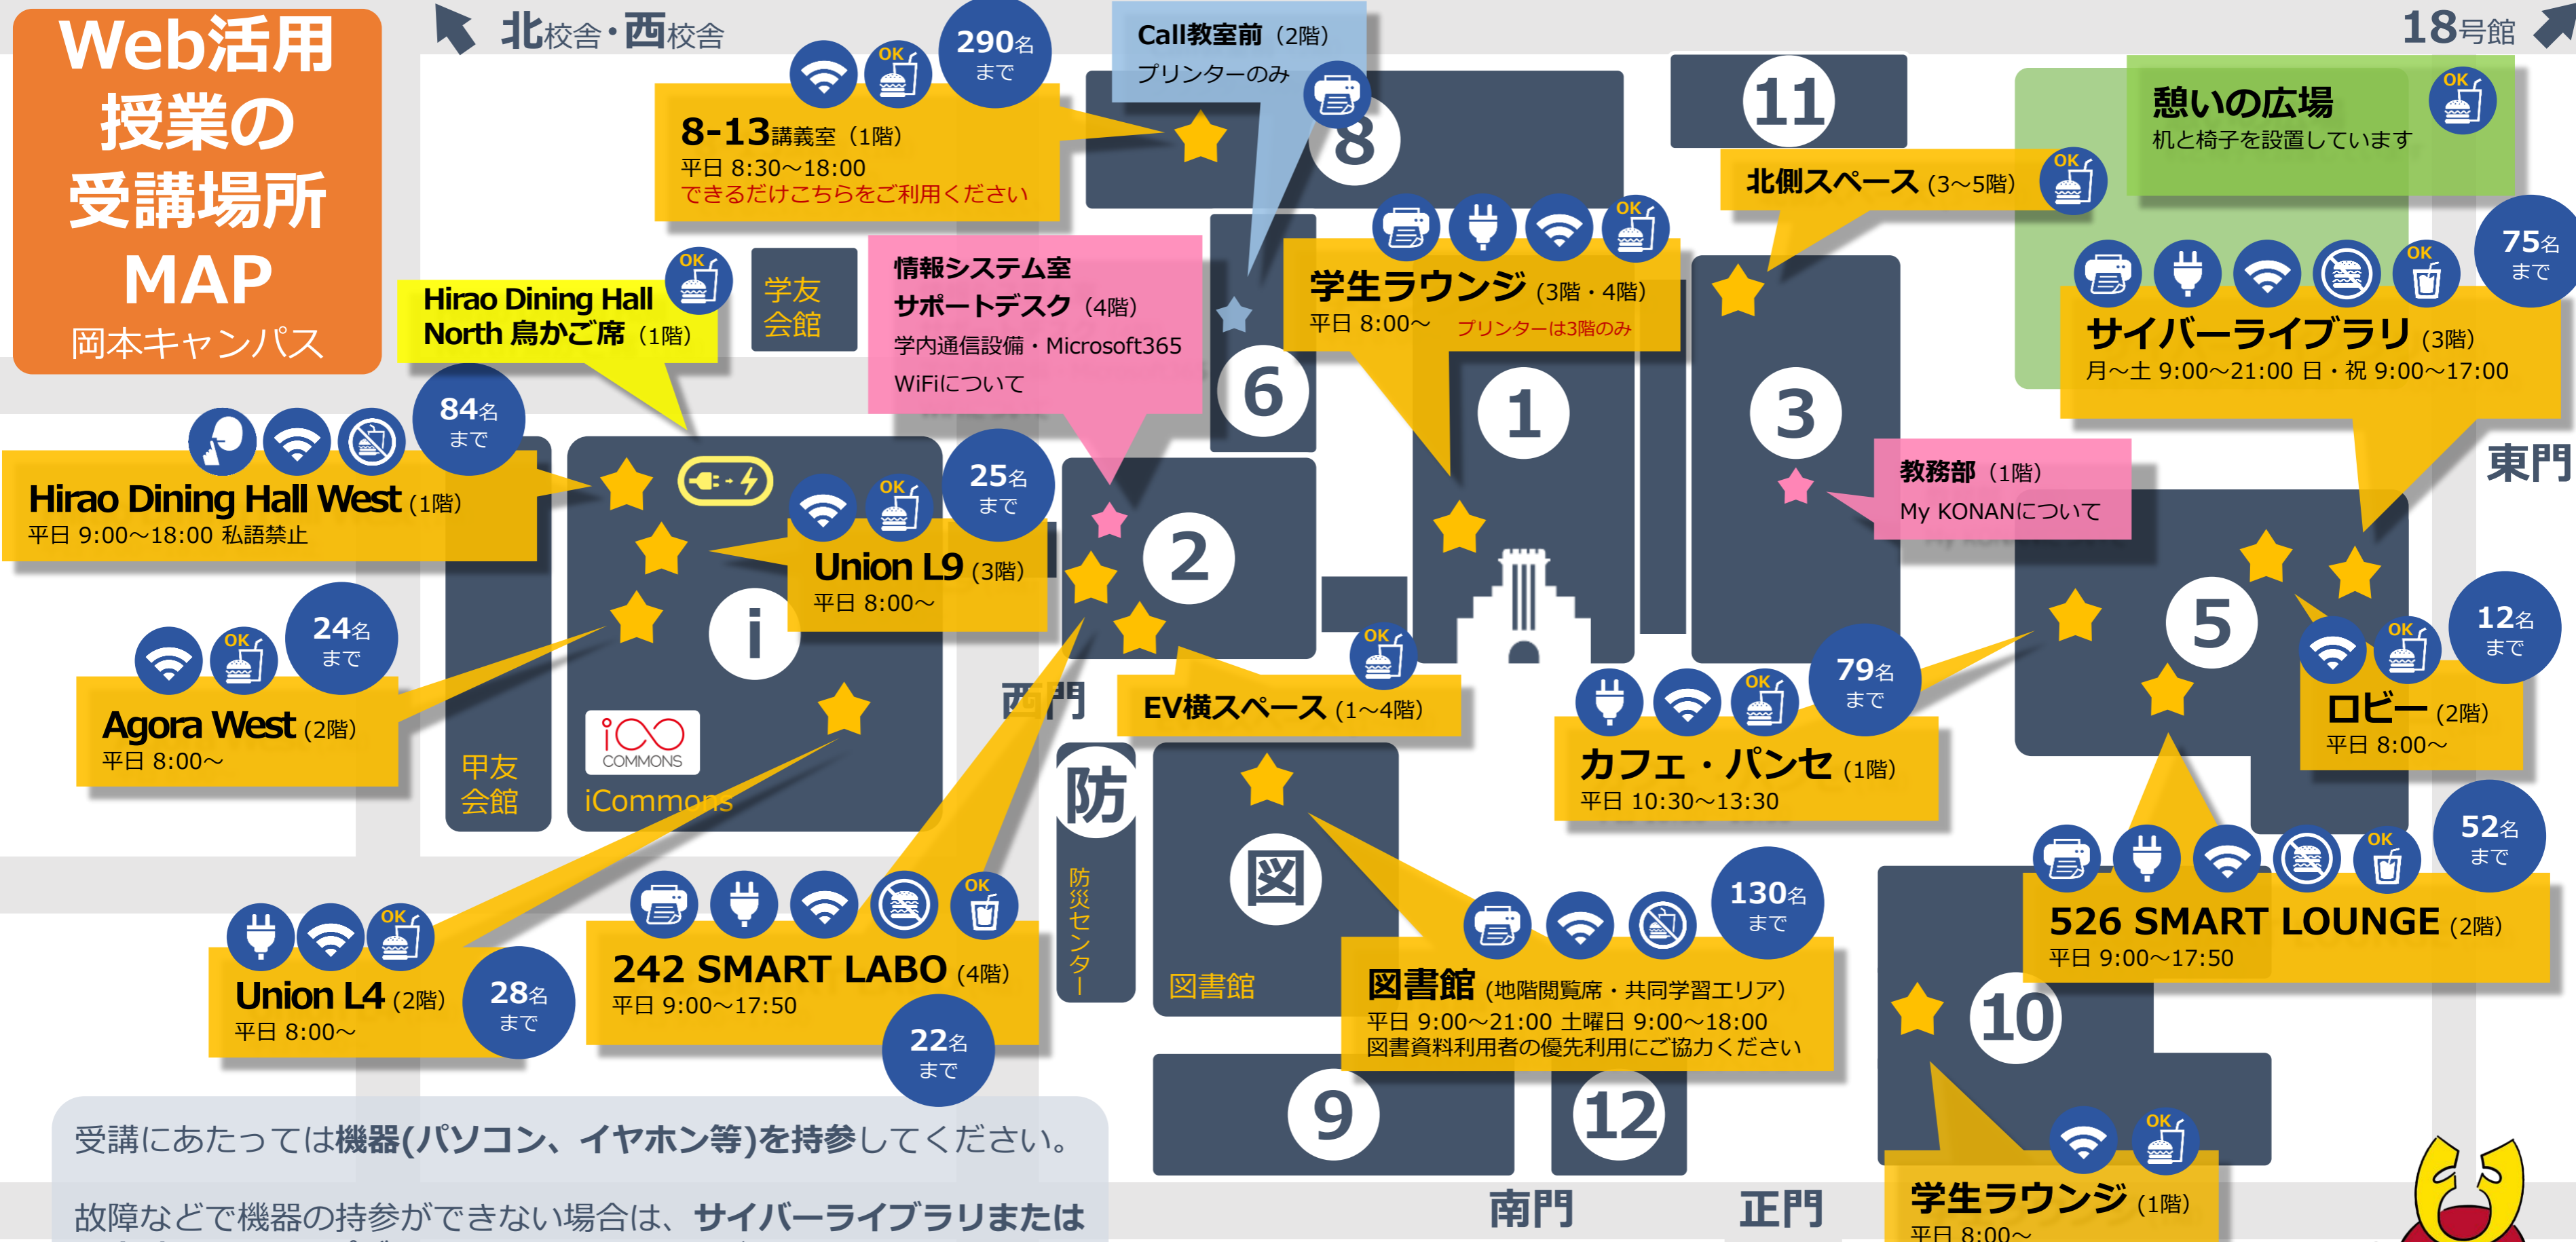 Web活用
授業の
受講場所
MAP
岡本キャンパス
北校舎・西校舎
18号館
290名
まで
OK
8-13講義室（1階）
平日 8:30～18:00
できるだけこちらをご利用ください
Call教室前（2階）
プリンターのみ
8
11
憩いの広場
机と椅子を設置しています
OK
北側スペース (3～5階)
OK
Hirao Dining Hall
North 鳥かご席（1階）
OK
学友
会館
情報システム室
サポートデスク（4階）
学内通信設備・Microsoft365
WiFiについて
6
OK
学生ラウンジ (3階・4階)
平日 8:00～ プリンターは3階のみ
1
3
OK
75名
まで
サイバーライブラリ (3階)
月～土 9:00～21:00 日・祝 9:00～17:00
東門
84名
まで
Hirao Dining Hall West (1階)
平日 9:00～18:00 私語禁止
OK
25名
まで
Union L9 (3階)
平日 8:00～
2
教務部（1階）
My KONANについて
5
OK
24名
まで
Agora West (2階)
平日 8:00～
i
iCOO
COMMONS
iCommons
甲友
会館
西門
OK
EV横スペース (1～4階)
OK
79名
まで
カフェ・パンセ (1階)
平日 10:30～13:30
OK
12名
まで
ロビー (2階)
平日 8:00～
防
防災センター
図
図書館
OK
Union L4 (2階)
平日 8:00～
28名
まで
OK
242 SMART LABO (4階)
平日 9:00～17:50
22名
まで
130名
まで
図書館 (地階閲覧席・共同学習エリア)
平日 9:00～21:00 土曜日 9:00～18:00
図書資料利用者の優先利用にご協力ください
OK
52名
まで
526 SMART LOUNGE (2階)
平日 9:00～17:50
10
9
12
OK
学生ラウンジ (1階)
平日 8:00～
南門
正門
受講にあたっては機器(パソコン、イヤホン等)を持参してください。
故障などで機器の持参ができない場合は、サイバーライブラリまたは